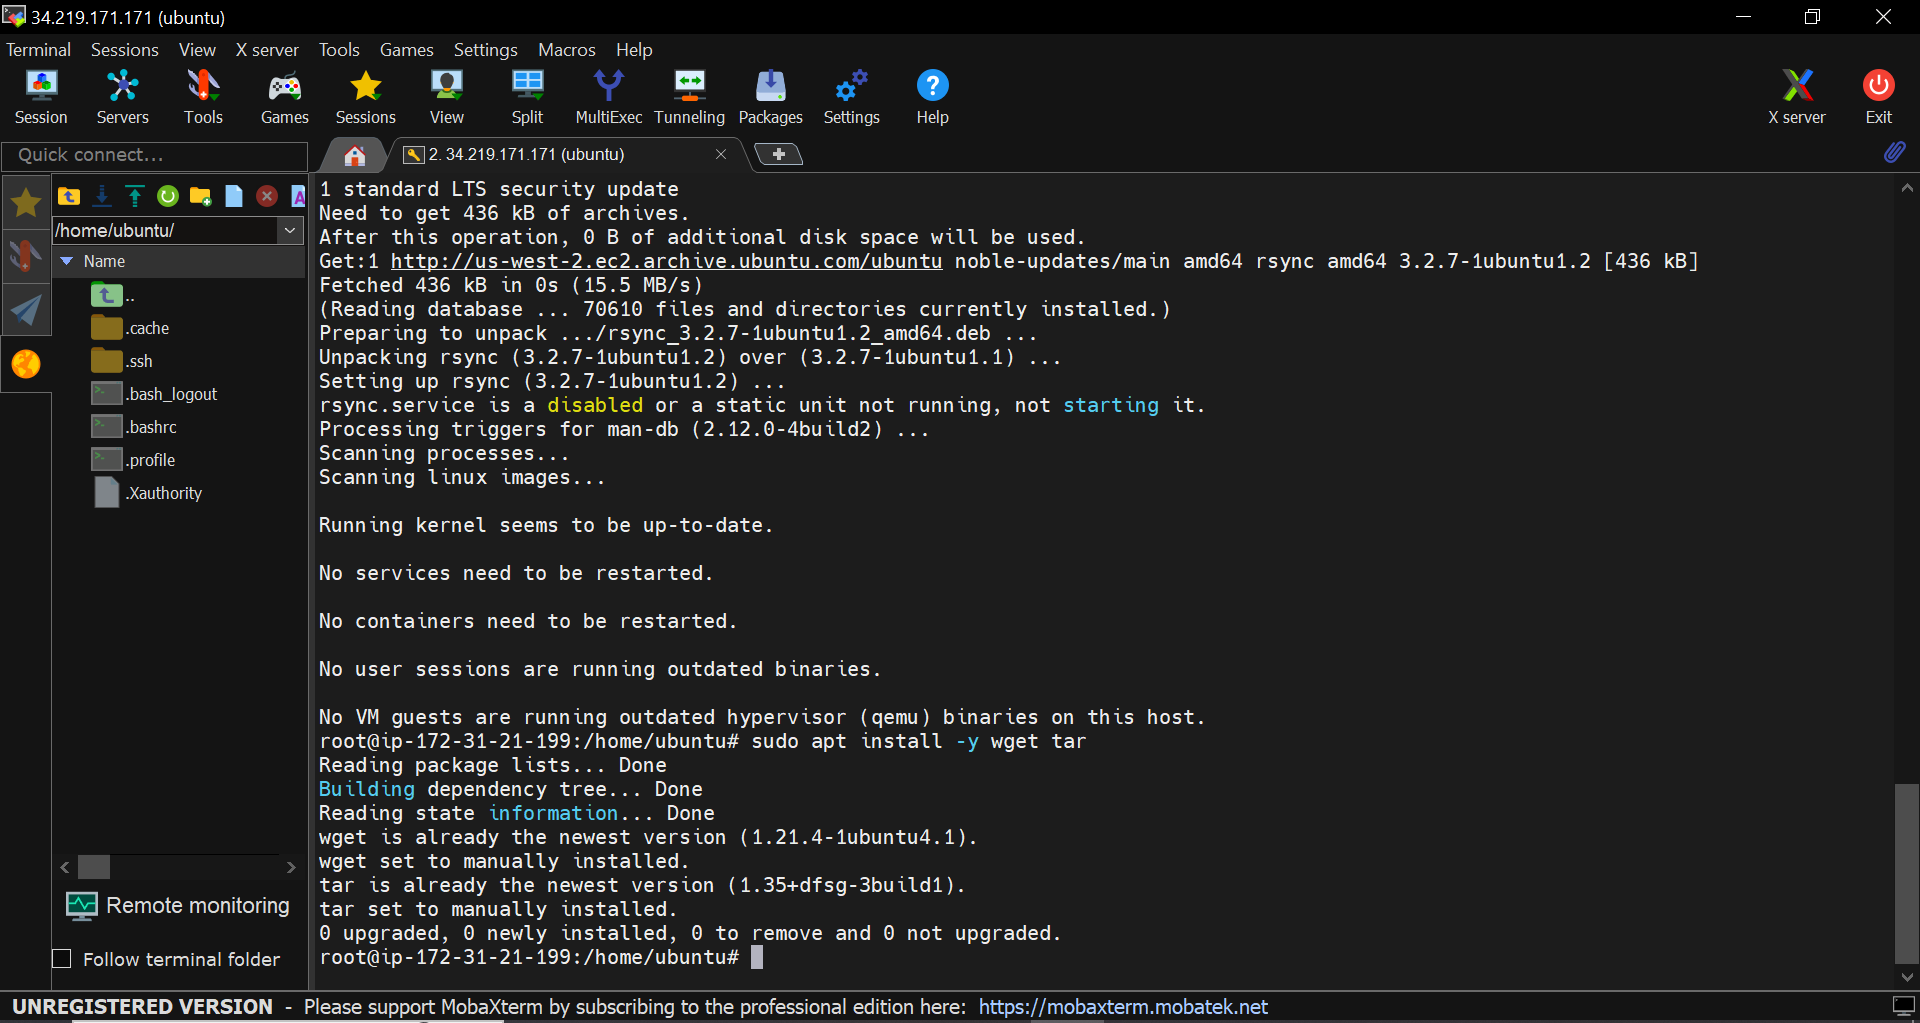 34.219.171.171 (ubuntu)
Terminal Sessions View X server Tools Games Settings Macros Help
Session Servers Tools Games Sessions View Split MultiExec Tunneling Packages Settings Help X server Exit
Quick connect...
2. 34.219.171.171 (ubuntu)
/home/ubuntu/
Name
..
.cache
.ssh
.bash_logout
.bashrc
.profile
.Xauthority
Remote monitoring
Follow terminal folder
1 standard LTS security update
Need to get 436 kB of archives.
After this operation, 0 B of additional disk space will be used.
Get:1 http://us-west-2.ec2.archive.ubuntu.com/ubuntu noble-updates/main amd64 rsync amd64 3.2.7-1ubuntu1.2 [436 kB]
Fetched 436 kB in 0s (15.5 MB/s)
(Reading database ... 70610 files and directories currently installed.)
Preparing to unpack .../rsync_3.2.7-1ubuntu1.2_amd64.deb ...
Unpacking rsync (3.2.7-1ubuntu1.2) over (3.2.7-1ubuntu1.1) ...
Setting up rsync (3.2.7-1ubuntu1.2) ...
rsync.service is a disabled or a static unit not running, not starting it.
Processing triggers for man-db (2.12.0-4build2) ...
Scanning processes...
Scanning linux images...
Running kernel seems to be up-to-date.
No services need to be restarted.
No containers need to be restarted.
No user sessions are running outdated binaries.
No VM guests are running outdated hypervisor (qemu) binaries on this host.
root@ip-172-31-21-199:/home/ubuntu# sudo apt install -y wget tar
Reading package lists... Done
Building dependency tree... Done
Reading state information... Done
wget is already the newest version (1.21.4-1ubuntu4.1).
wget set to manually installed.
tar is already the newest version (1.35+dfsg-3build1).
tar set to manually installed.
0 upgraded, 0 newly installed, 0 to remove and 0 not upgraded.
root@ip-172-31-21-199:/home/ubuntu#
UNREGISTERED VERSION - Please support MobaXterm by subscribing to the professional edition here: https://mobaxterm.mobatek.net